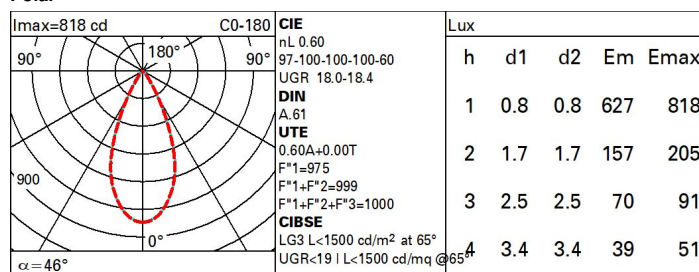 Imax=818 cd C0-180
90° 180° 90°
900
0°
α=46°
CIE
nL 0.60
97-100-100-100-60
UGR 18.0-18.4
DIN
A.61
UTE
0.60A+0.00T
F"1=975
F"1+F"2=999
F"1+F"2+F"3=1000
CIBSE
LG3 L<1500 cd/m² at 65°
UGR<19 | L<1500 cd/mq @65°
Lux
h d1 d2 Em Emax
1 0.8 0.8 627 818
2 1.7 1.7 157 205
3 2.5 2.5 70 91
4 3.4 3.4 39 51